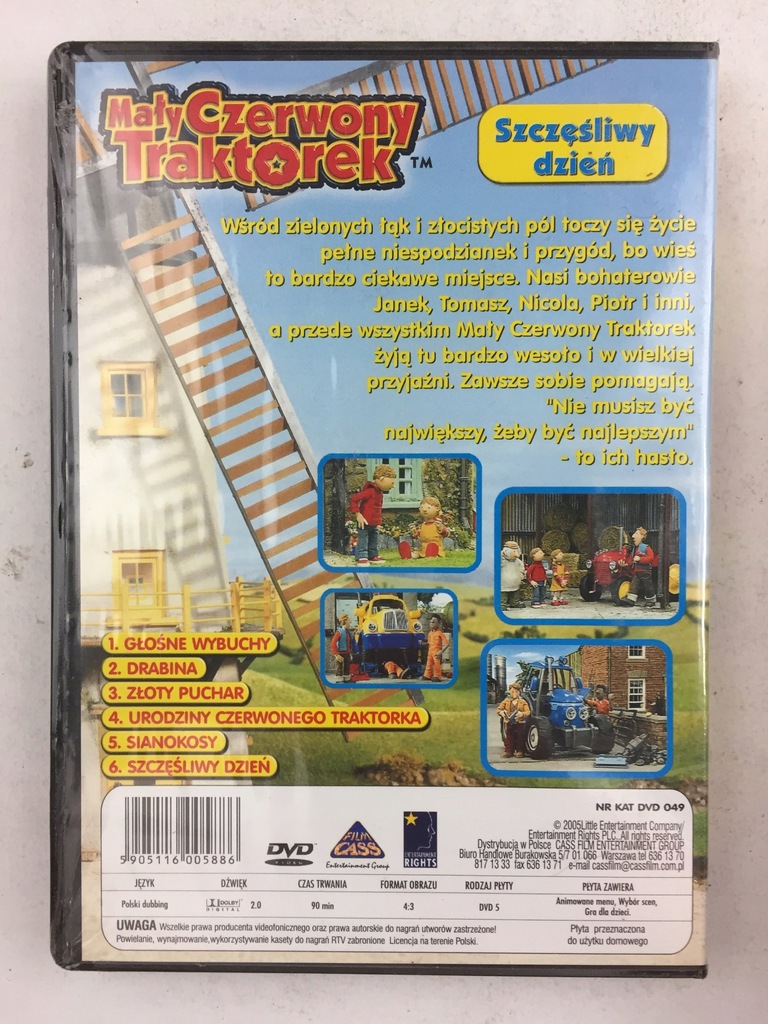 Mały Czerwony
Traktorek ™
Szczęśliwy
dzień
Wśród zielonych łąk i złocistych pól toczy się życie
pełne niespodzianek i przygód, bo wieś
to bardzo ciekawe miejsce. Nasi bohaterowie
Janek, Tomasz, Nicola, Piotr i inni,
a przede wszystkim Mały Czerwony Traktorek
żyją tu bardzo wesoło i w wielkiej
przyjaźni. Zawsze sobie pomagają.
"Nie musisz być
największy, żeby być najlepszym"
- to ich hasło.
1. GŁOŚNE WYBUCHY
2. DRABINA
3. ZŁOTY PUCHAR
4. URODZINY CZERWONEGO TRAKTORKA
5. SIANOKOSY
6. SZCZĘŚLIWY DZIEŃ
NR KAT DVD 049
5905116 005886
DVD
VIDEO
FILM
CASS
Entertainment Group
ENTERTAINMENT
RIGHTS
© 2005Little Entertainment Company/
Entertainment Rights PLC. All rights reserved.
Dystrybucja w Polsce CASS FILM ENTERTAINMENT GROUP
Biuro Handlowe Burakowska 5/7 01 066 Warszawa tel 636 13 70
817 13 33 fax 636 13 71 e-mail cassfilm@cassfilm.com.pl
JĘZYK DŹWIĘK CZAS TRWANIA FORMAT OBRAZU RODZAJ PŁYTY PŁYTA ZAWIERA
Polski dubbing DOLBY DIGITAL 2.0 90 min 4:3 DVD 5 Animowane menu, Wybór scen,
Gra dla dzieci.
UWAGA Wszelkie prawa producenta videofonicznego oraz prawa autorskie do nagrań utworów zastrzeżone!
Powielanie, wynajmowanie,wykorzystywanie kasety do nagrań RTV zabronione Licencja na terenie Polski.
Płyta przeznaczona
do użytku domowego